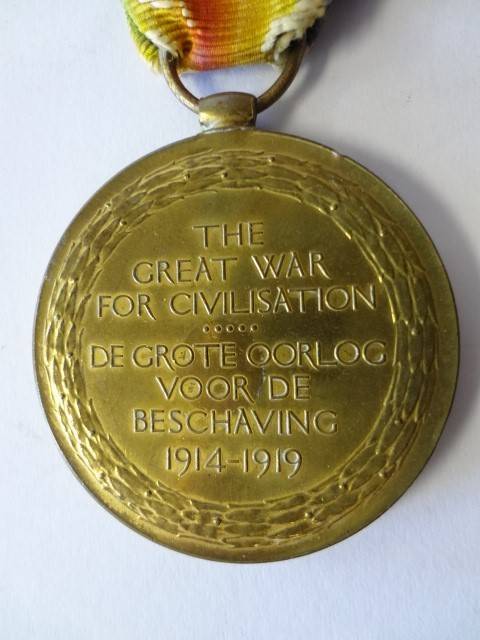 THE
GREAT WAR
FOR CIVILISATION
•••••
DE GROTE OORLOG
VOOR DE
BESCHAVING
1914-1919